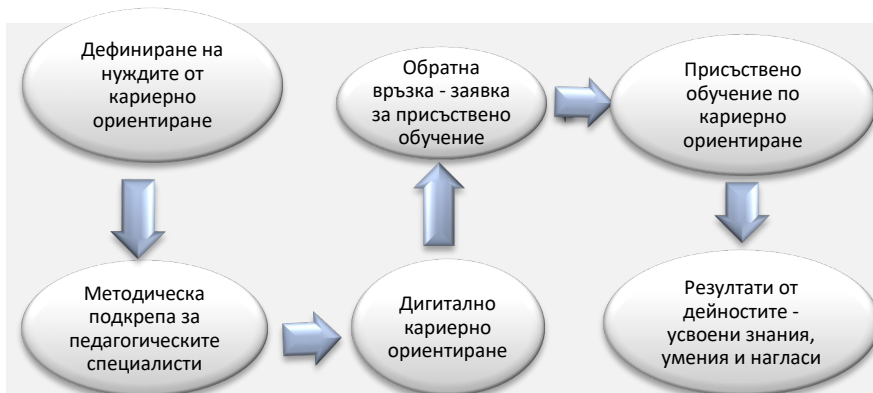 Дефиниране на
нуждите от
кариерно
ориентиране
Методическа
подкрепа за
педагогическите
специалисти
Дигитално
кариерно
ориентиране
Обратна
връзка - заявка
за присъствено
обучение
Присъствено
обучение по
кариерно
ориентиране
Резултати от
дейностите -
усвоени знания,
умения и нагласи